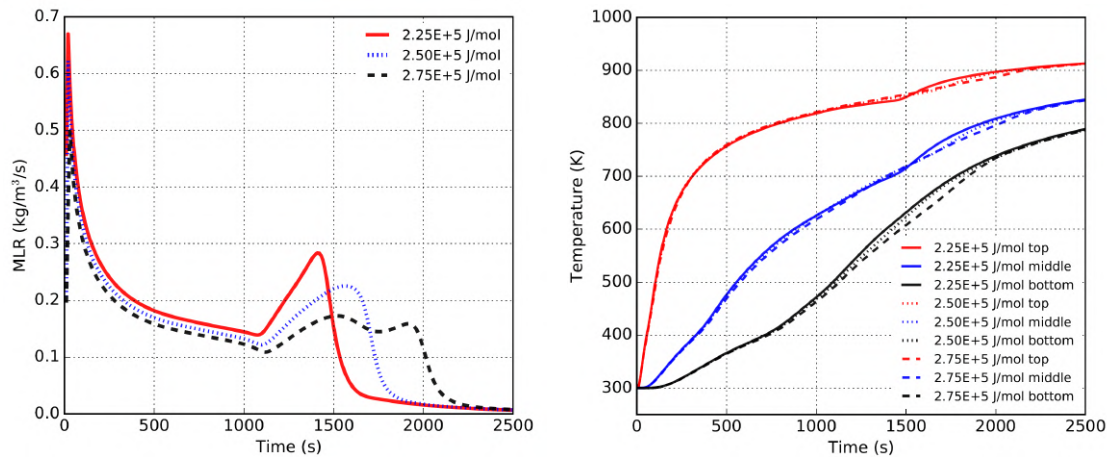 0.7
0.6
0.5
0.4
0.3
0.2
0.1
0.0
MLR (kg/m³/s)
0 500 1000 1500 2000 2500
Time (s)
2.25E+5 J/mol
2.50E+5 J/mol
2.75E+5 J/mol
1000
900
800
700
600
500
400
300
Temperature (K)
0 500 1000 1500 2000 2500
Time (s)
2.25E+5 J/mol top
2.25E+5 J/mol middle
2.25E+5 J/mol bottom
2.50E+5 J/mol top
2.50E+5 J/mol middle
2.50E+5 J/mol bottom
2.75E+5 J/mol top
2.75E+5 J/mol middle
2.75E+5 J/mol bottom